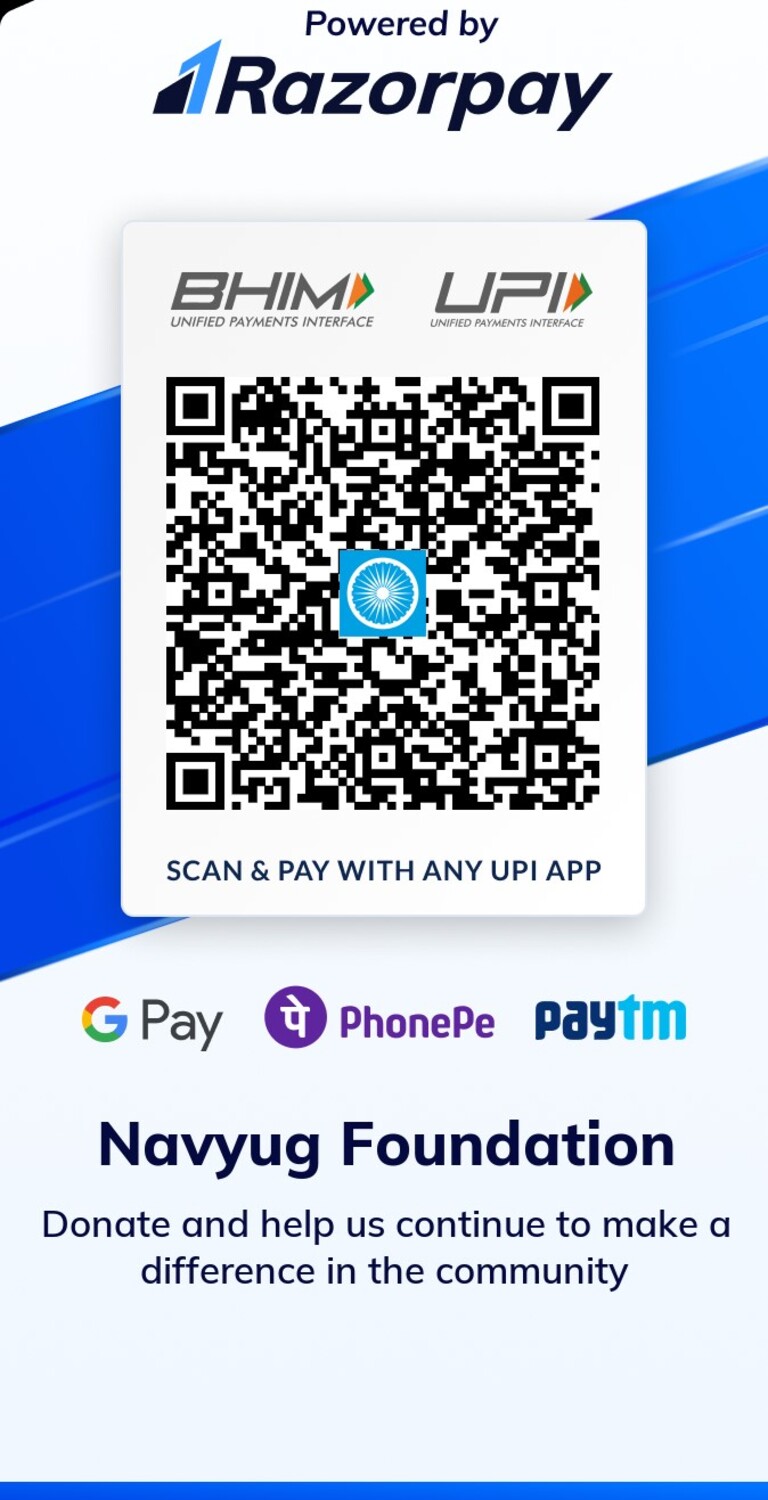 Powered by
Razorpay
BHIM UPI
UNIFIED PAYMENTS INTERFACE UNIFIED PAYMENTS INTERFACE
SCAN & PAY WITH ANY UPI APP
G Pay पे PhonePe paytm
Navyug Foundation
Donate and help us continue to make a
difference in the community